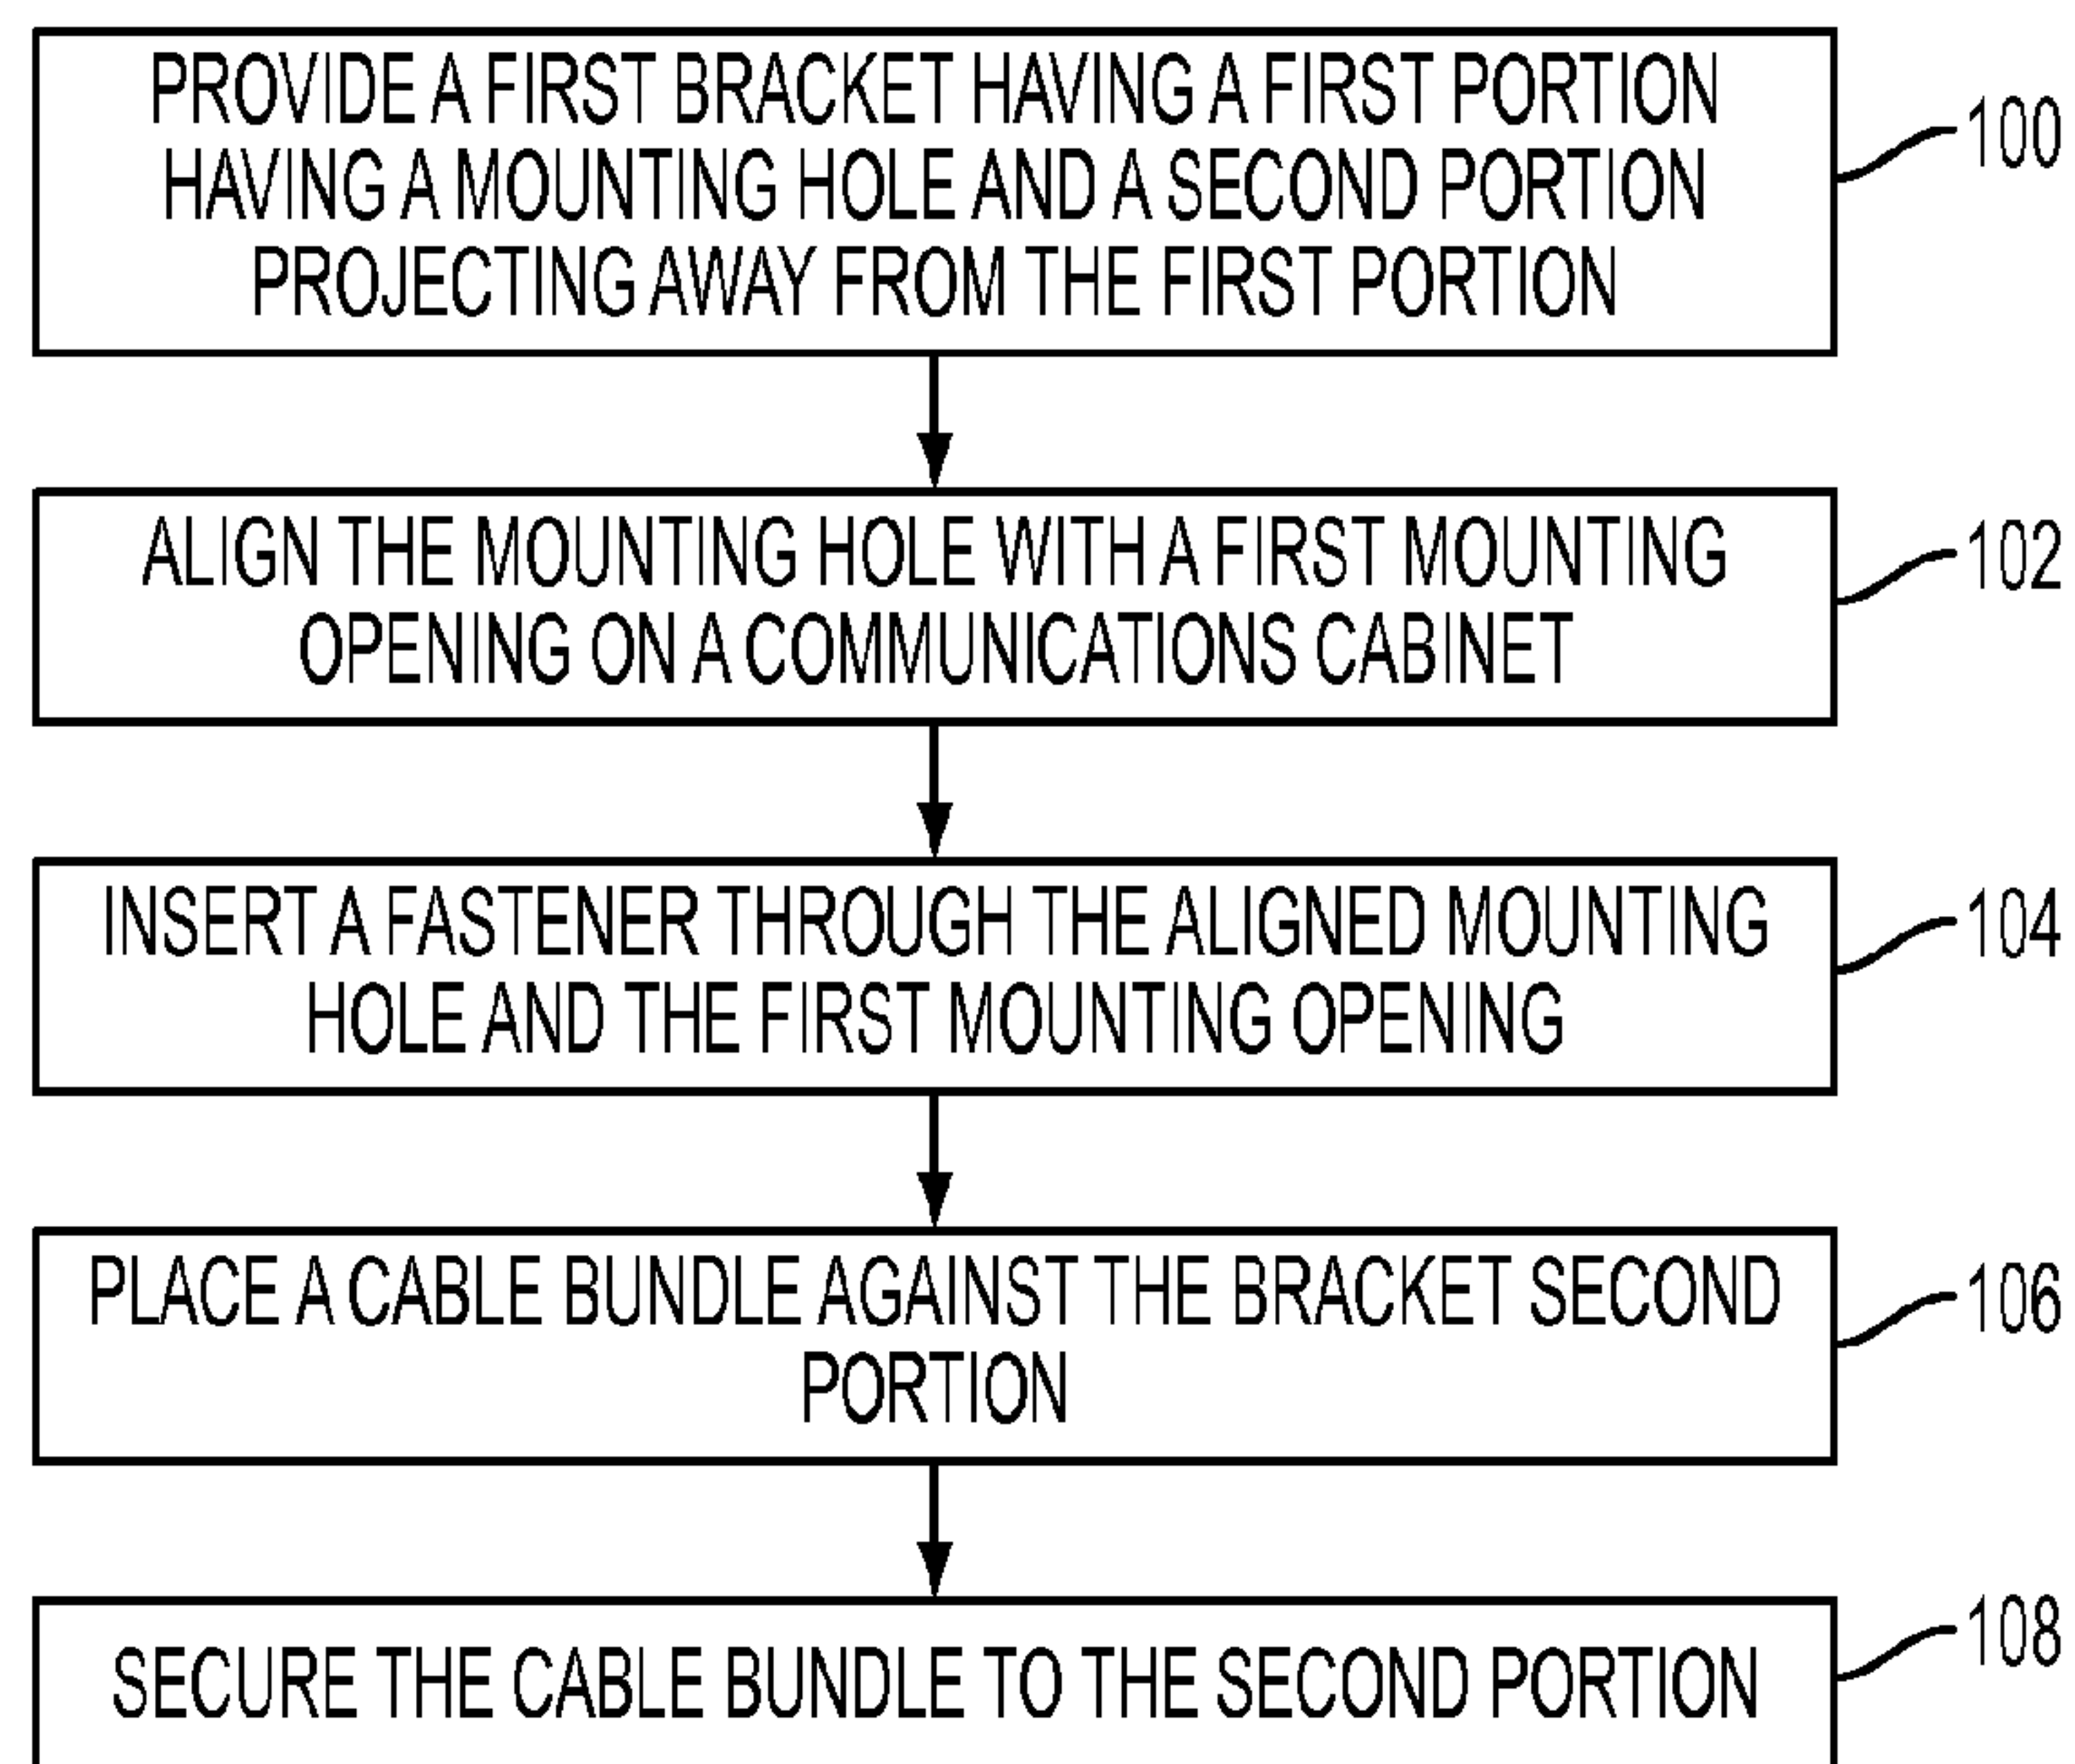 PROVIDE A FIRST BRACKET HAVING A FIRST PORTION
HAVING A MOUNTING HOLE AND A SECOND PORTION
PROJECTING AWAY FROM THE FIRST PORTION
100
ALIGN THE MOUNTING HOLE WITH A FIRST MOUNTING
OPENING ON A COMMUNICATIONS CABINET
102
INSERT A FASTENER THROUGH THE ALIGNED MOUNTING
HOLE AND THE FIRST MOUNTING OPENING
104
PLACE A CABLE BUNDLE AGAINST THE BRACKET SECOND
PORTION
106
SECURE THE CABLE BUNDLE TO THE SECOND PORTION
108